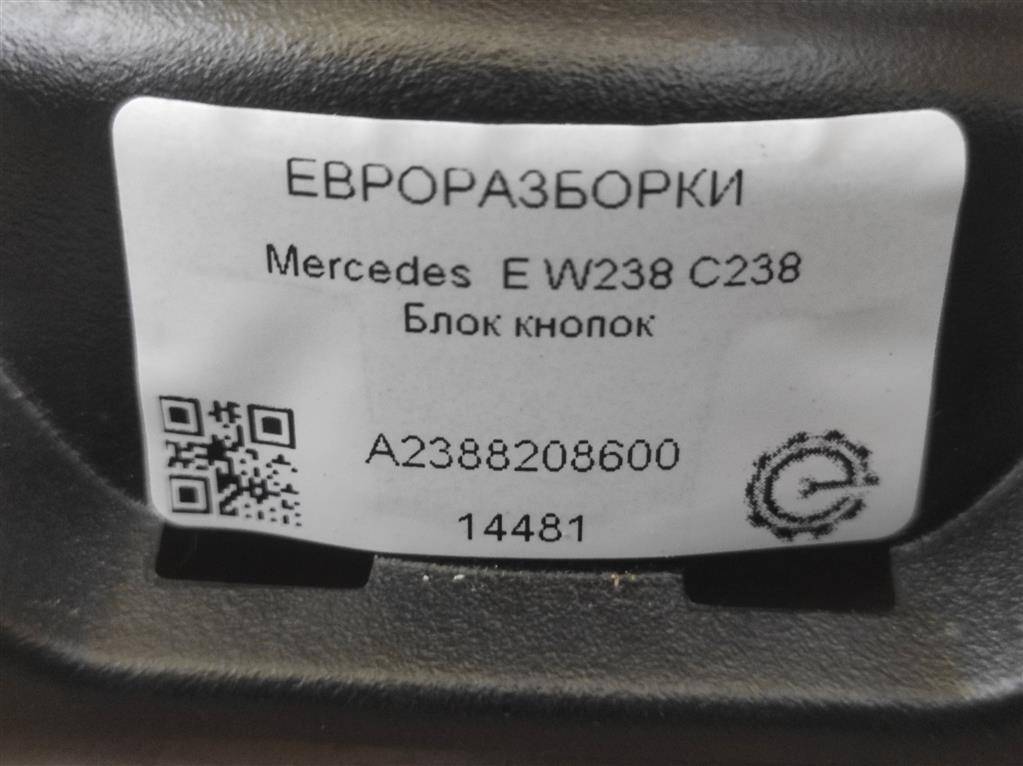 ЕВРОРАЗБОРКИ
Mercedes E W238 C238
Блок кнопок
A2388208600
14481